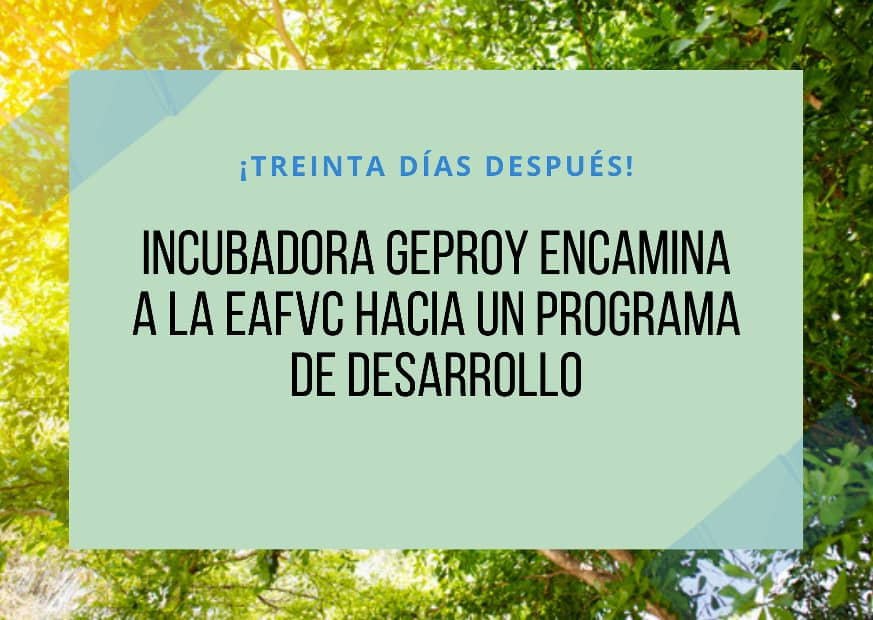 ¡TREINTA DÍAS DESPUÉS!
INCUBADORA GEPROY ENCAMINA
A LA EAFVC HACIA UN PROGRAMA
DE DESARROLLO